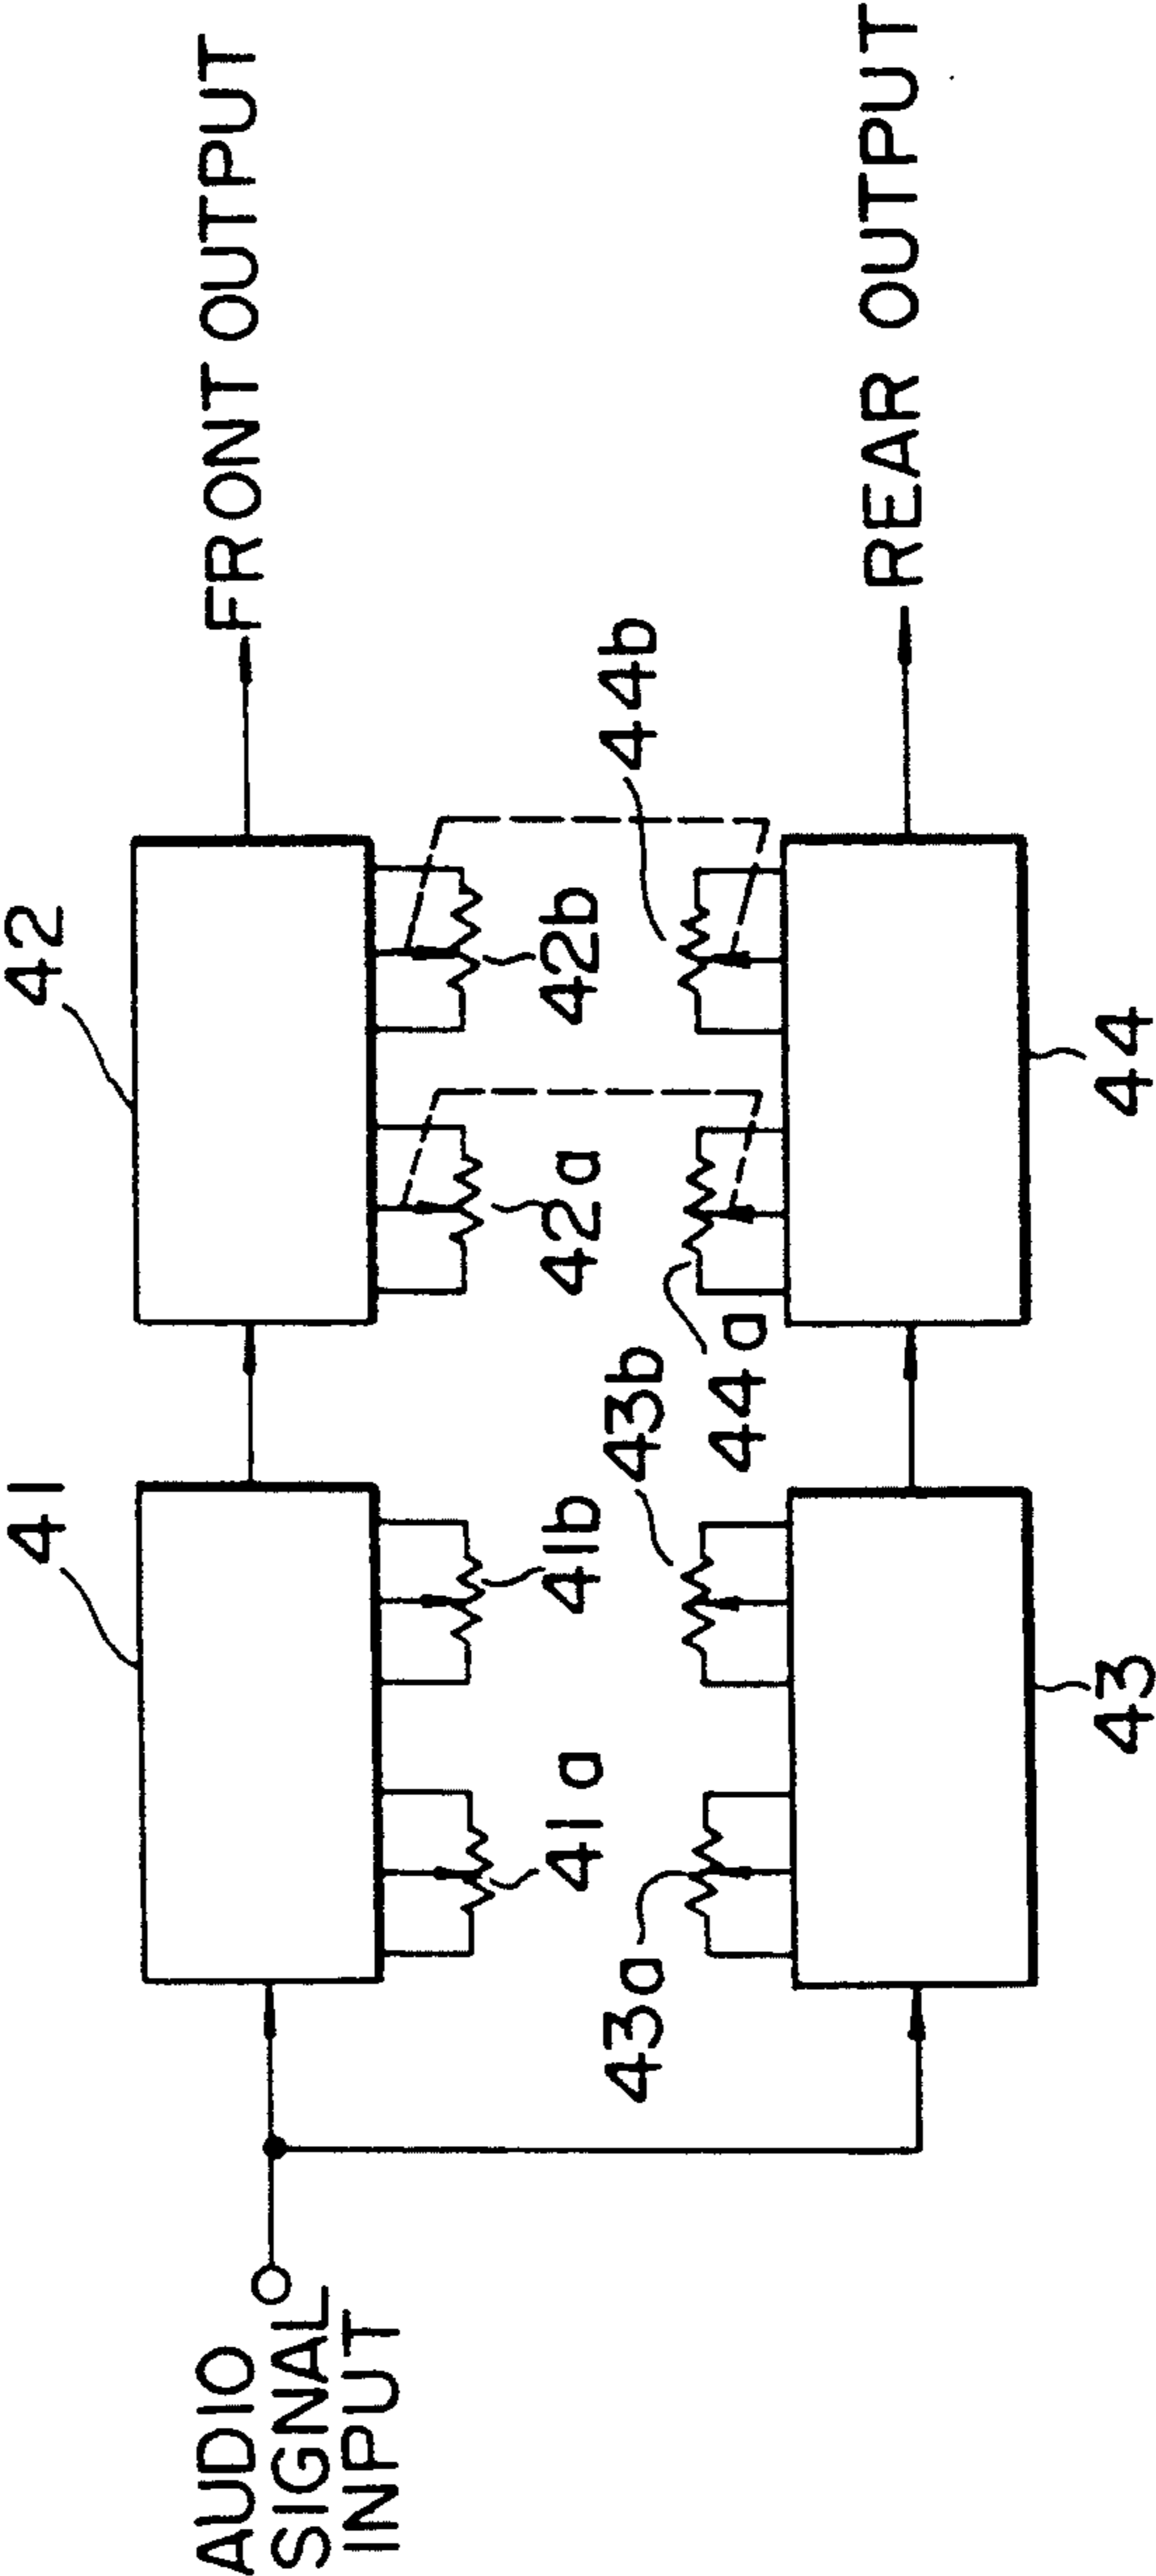 41
42
FRONT OUTPUT
AUDIO
SIGNAL
INPUT
41a
41b
42a
42b
43a
43b
44a
44b
REAR OUTPUT
43
44